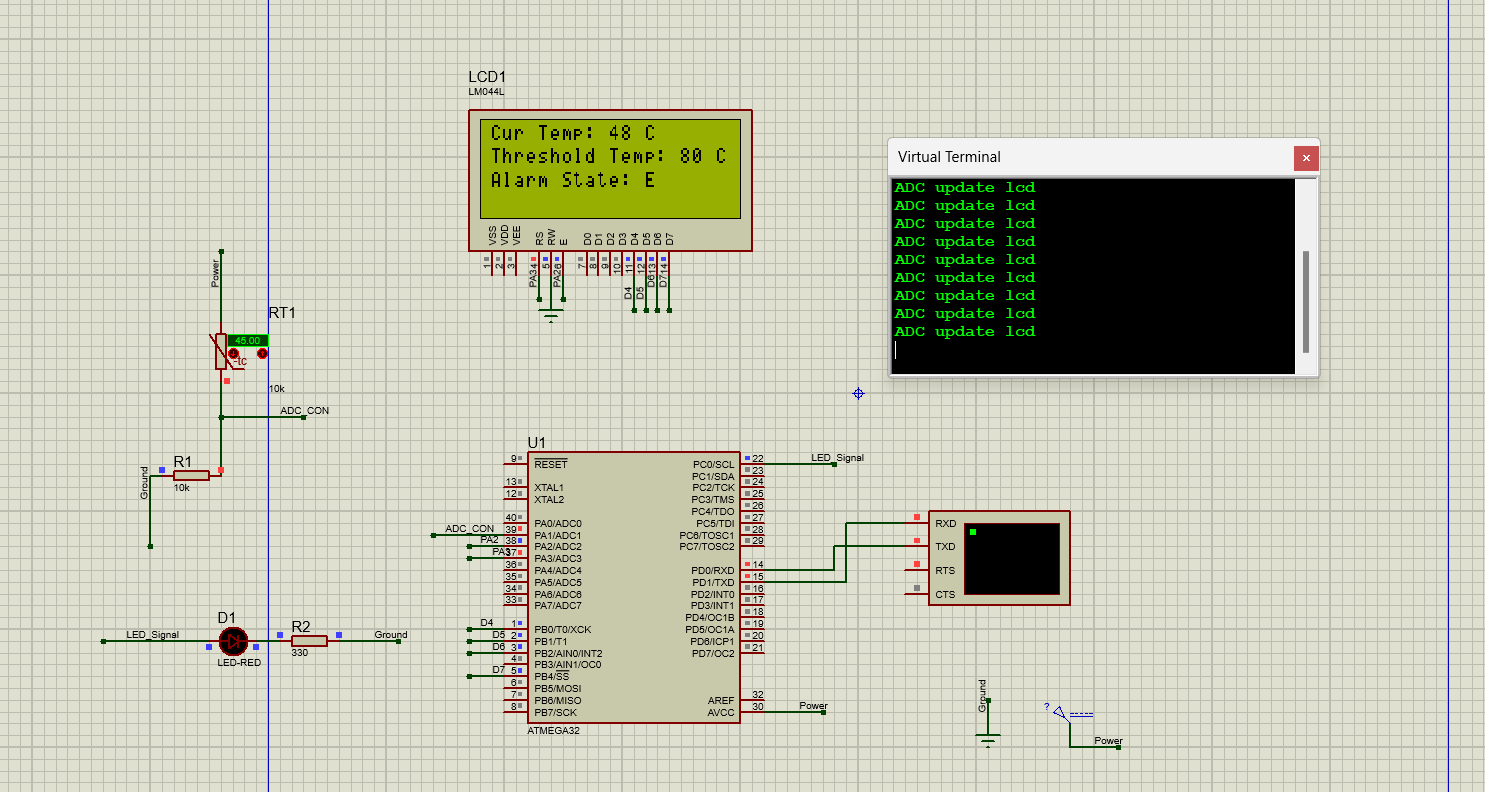 LCD1
LM044L
Cur Temp: 48 C
Threshold Temp: 80 C
Alarm State: E
VSS
VDD
VEE
RS
RW
E
D0
D1
D2
D3
D4
D5
D6
D7
1
2
3
PA3 4
5
PA2 6
7
8
9
10
11
12
D6 13
D7 14
D4
D5
Virtual Terminal
ADC update lcd
ADC update lcd
ADC update lcd
ADC update lcd
ADC update lcd
ADC update lcd
ADC update lcd
ADC update lcd
ADC update lcd
Power
RT1
45.00
-tc
10k
ADC_CON
R1
10k
Ground
D1
LED_Signal
LED-RED
R2
330
Ground
U1
9 RESET
13 XTAL1
12 XTAL2
40 PA0/ADC0
ADC_CON 39 PA1/ADC1
PA2 38 PA2/ADC2
PA3 37 PA3/ADC3
36 PA4/ADC4
35 PA5/ADC5
34 PA6/ADC6
33 PA7/ADC7
D4 1 PB0/T0/XCK
D5 2 PB1/T1
D6 3 PB2/AIN0/INT2
4 PB3/AIN1/OC0
D7 5 PB4/SS
6 PB5/MOSI
7 PB6/MISO
8 PB7/SCK
PC0/SCL 22 LED_Signal
PC1/SDA 23
PC2/TCK 24
PC3/TMS 25
PC4/TDO 26
PC5/TDI 27
PC6/TOSC1 28
PC7/TOSC2 29
PD0/RXD 14
PD1/TXD 15
PD2/INT0 16
PD3/INT1 17
PD4/OC1B 18
PD5/OC1A 19
PD6/ICP1 20
PD7/OC2 21
AREF 32
AVCC 30 Power
ATMEGA32
RXD
TXD
RTS
CTS
Ground
?
Power